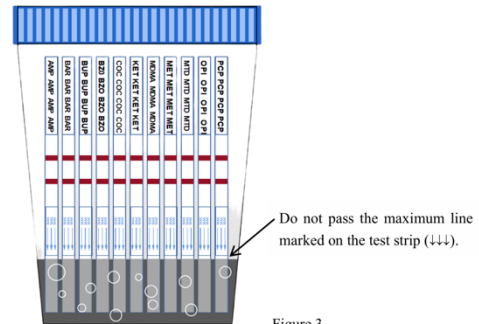 AMP AMP AMP AMP
BAR BAR BAR BAR
BUP BUP BUP BUP
BZO BZO BZO BZO
COC COC COC COC
KET KET KET KET
MDMA MDMA MDMA
MET MET MET MET
MTD MTD MTD MTD
OPI OPI OPI OPI
PCP PCP PCP PCP
Do not pass the maximum line
marked on the test strip (↓↓↓).
Figure 3